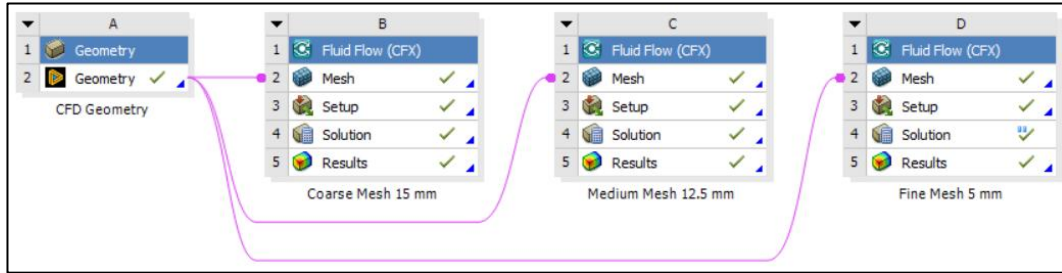 A
1 Geometry
2 Geometry
CFD Geometry
B
1 Fluid Flow (CFX)
2 Mesh
3 Setup
4 Solution
5 Results
Coarse Mesh 15 mm
C
1 Fluid Flow (CFX)
2 Mesh
3 Setup
4 Solution
5 Results
Medium Mesh 12.5 mm
D
1 Fluid Flow (CFX)
2 Mesh
3 Setup
4 Solution
5 Results
Fine Mesh 5 mm